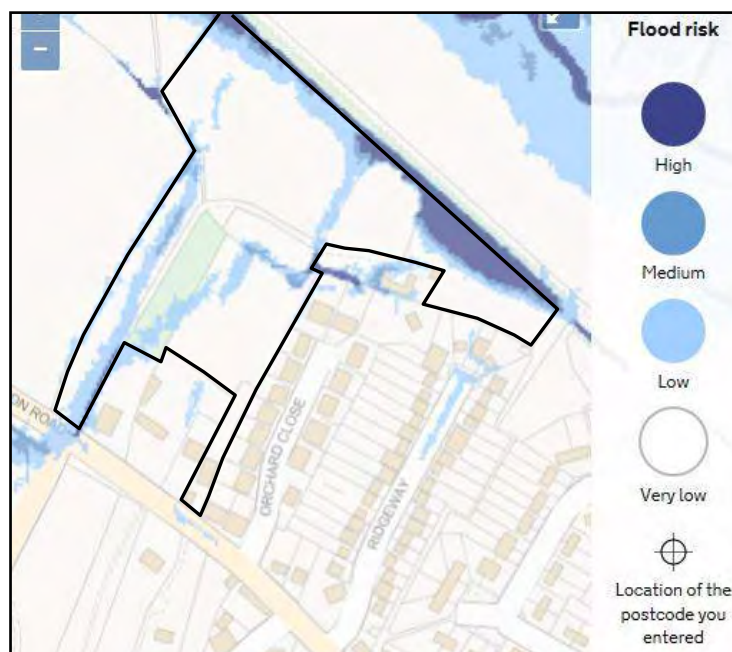 Flood risk
High
Medium
Low
Very low
Location of the
postcode you
entered
ON ROAD
ORCHARD CLOSE
RIDGEWAY